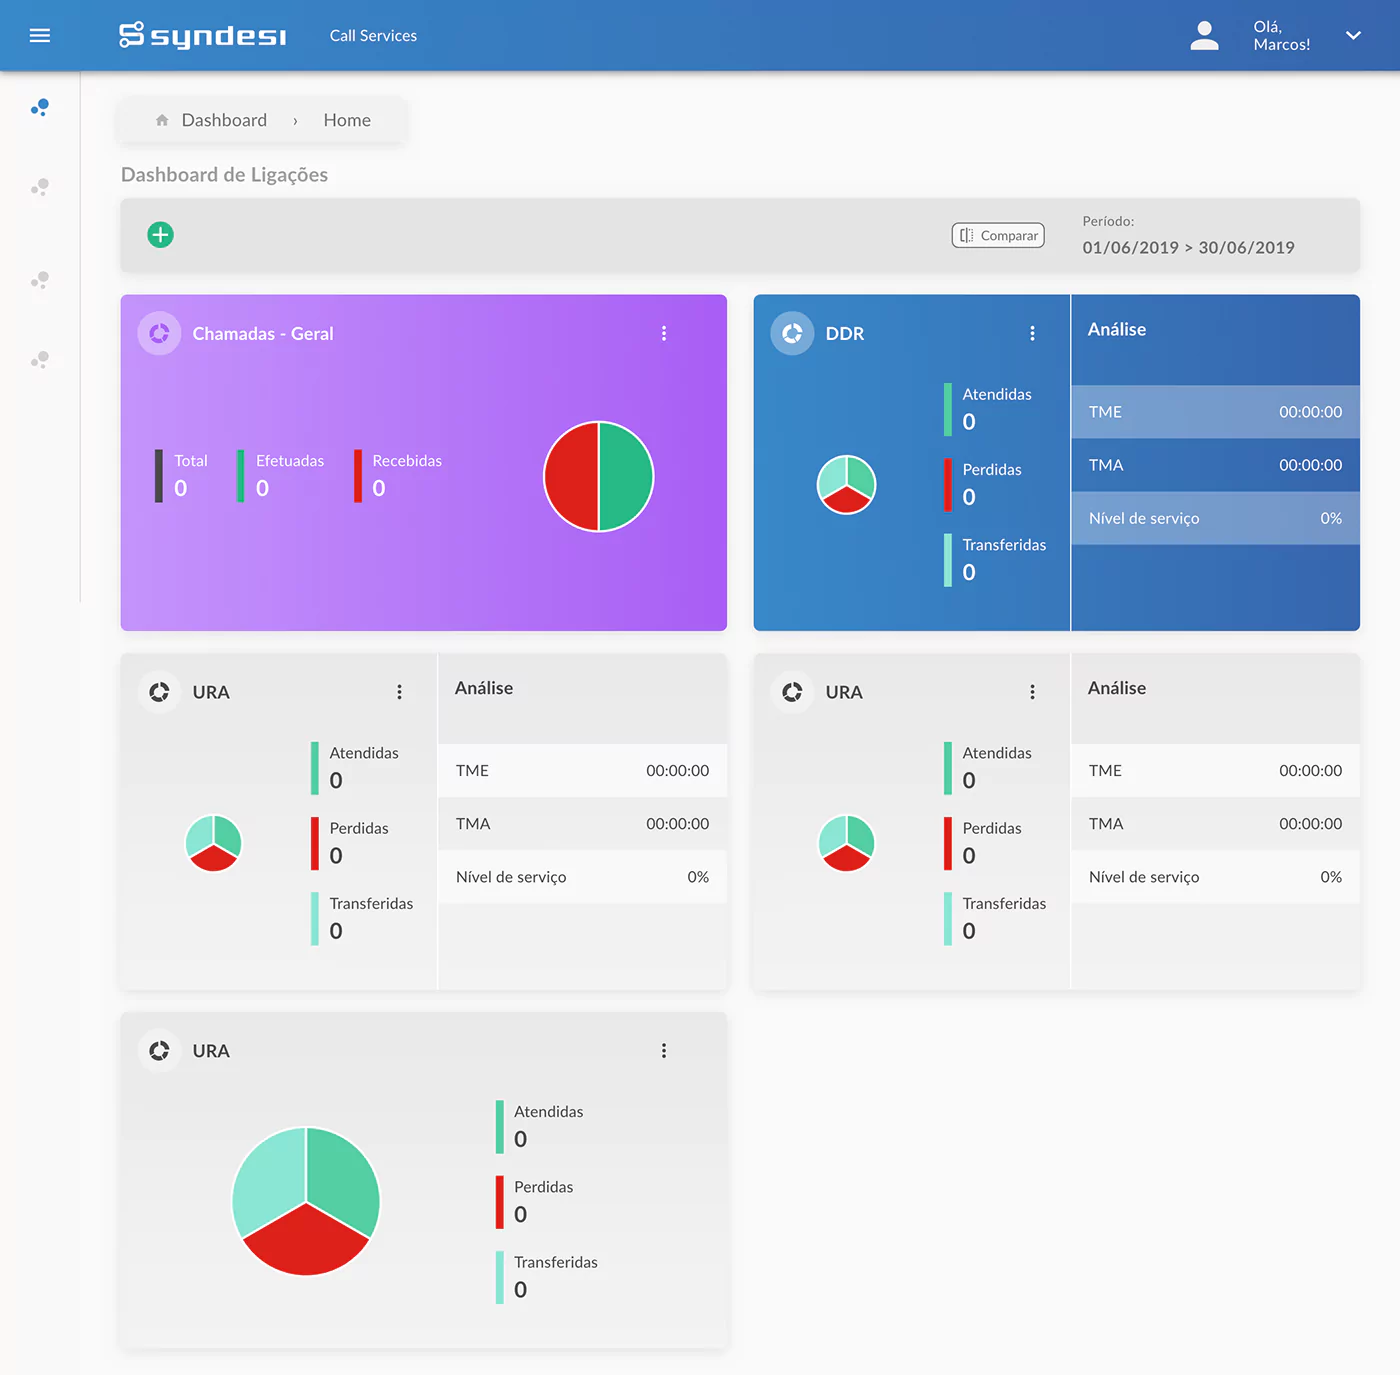 syndesi
Call Services
Olá,
Marcos!
Dashboard › Home
Dashboard de Ligações
Comparar
Período:
01/06/2019 > 30/06/2019
Chamadas - Geral
Total
0
Efetuadas
0
Recebidas
0
DDR
Atendidas
0
Perdidas
0
Transferidas
0
Análise
TME 00:00:00
TMA 00:00:00
Nível de serviço 0%
URA
Atendidas
0
Perdidas
0
Transferidas
0
Análise
TME 00:00:00
TMA 00:00:00
Nível de serviço 0%
URA
Atendidas
0
Perdidas
0
Transferidas
0
Análise
TME 00:00:00
TMA 00:00:00
Nível de serviço 0%
URA
Atendidas
0
Perdidas
0
Transferidas
0